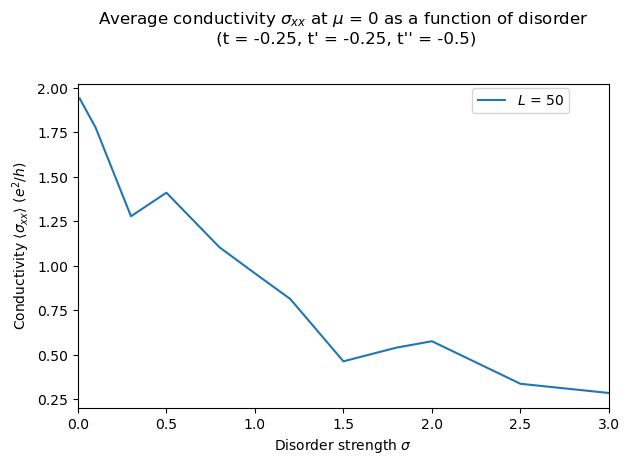 Average conductivity σxx at μ = 0 as a function of disorder
(t = -0.25, t' = -0.25, t'' = -0.5)
L = 50
Conductivity ⟨σxx⟩ (e²/h)
2.00
1.75
1.50
1.25
1.00
0.75
0.50
0.25
0.0 0.5 1.0 1.5 2.0 2.5 3.0
Disorder strength σ